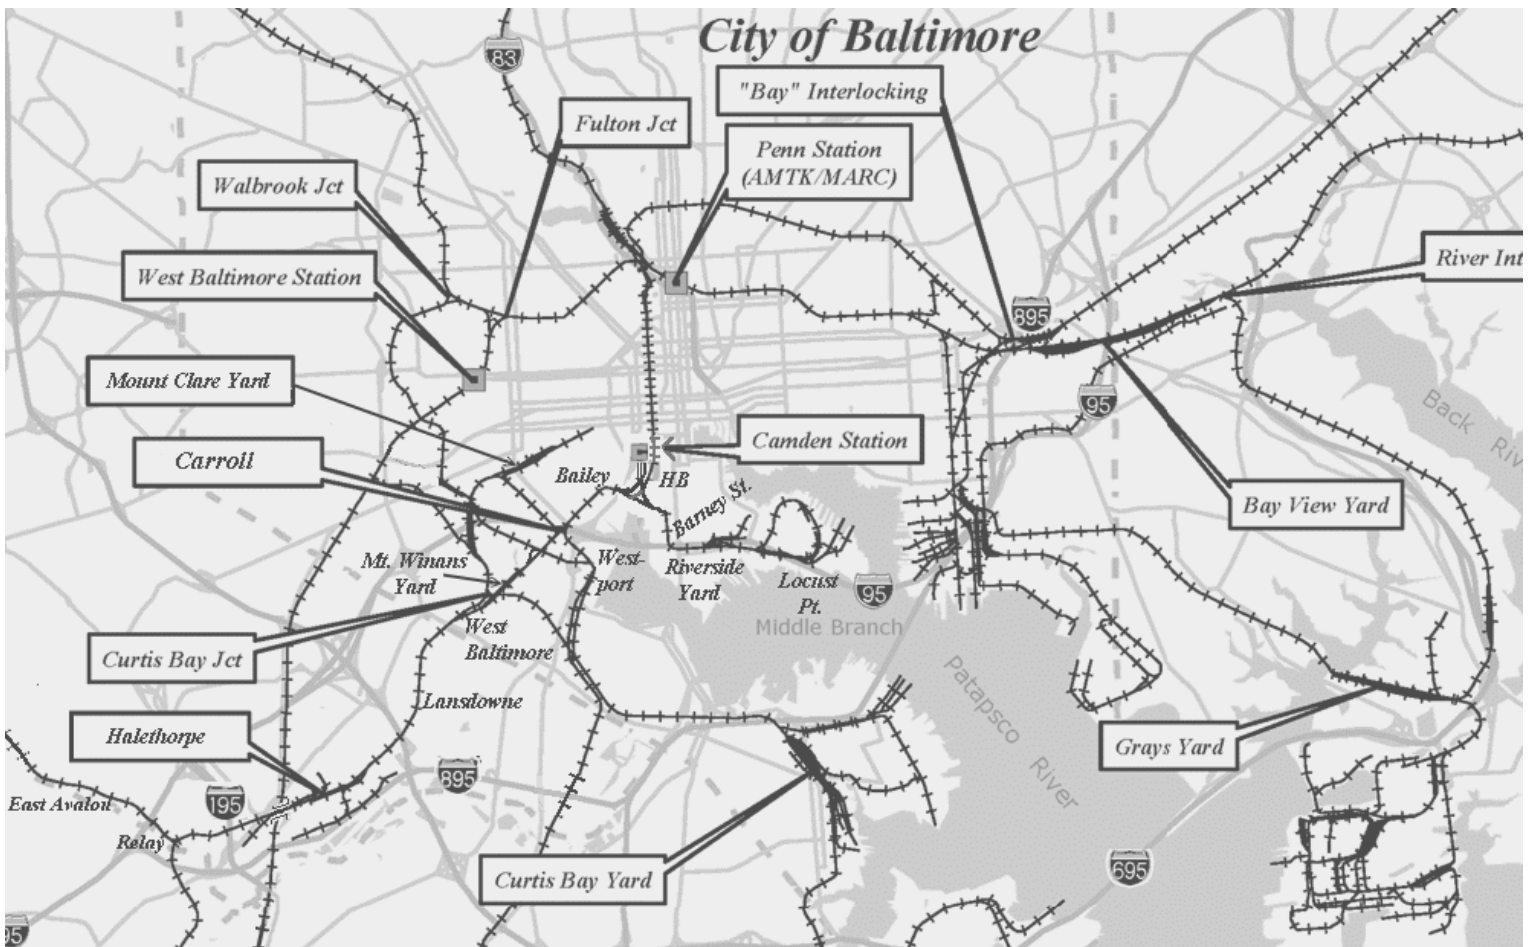 City of Baltimore
83
"Bay" Interlocking
Fulton Jct
Penn Station
(AMTK/MARC)
Walbrook Jct
West Baltimore Station
River Int
895
Mount Clare Yard
95
Back Riv
Camden Station
Carroll
Bailey
HB
Barney St.
Bay View Yard
Mt. Winans
Yard
West-
port
Riverside
Yard
Locust
Pt.
95
Middle Branch
West
Baltimore
Curtis Bay Jct
Patapsco River
Lansdowne
Halethorpe
Grays Yard
895
195
East Avalon
Relay
Curtis Bay Yard
695
95